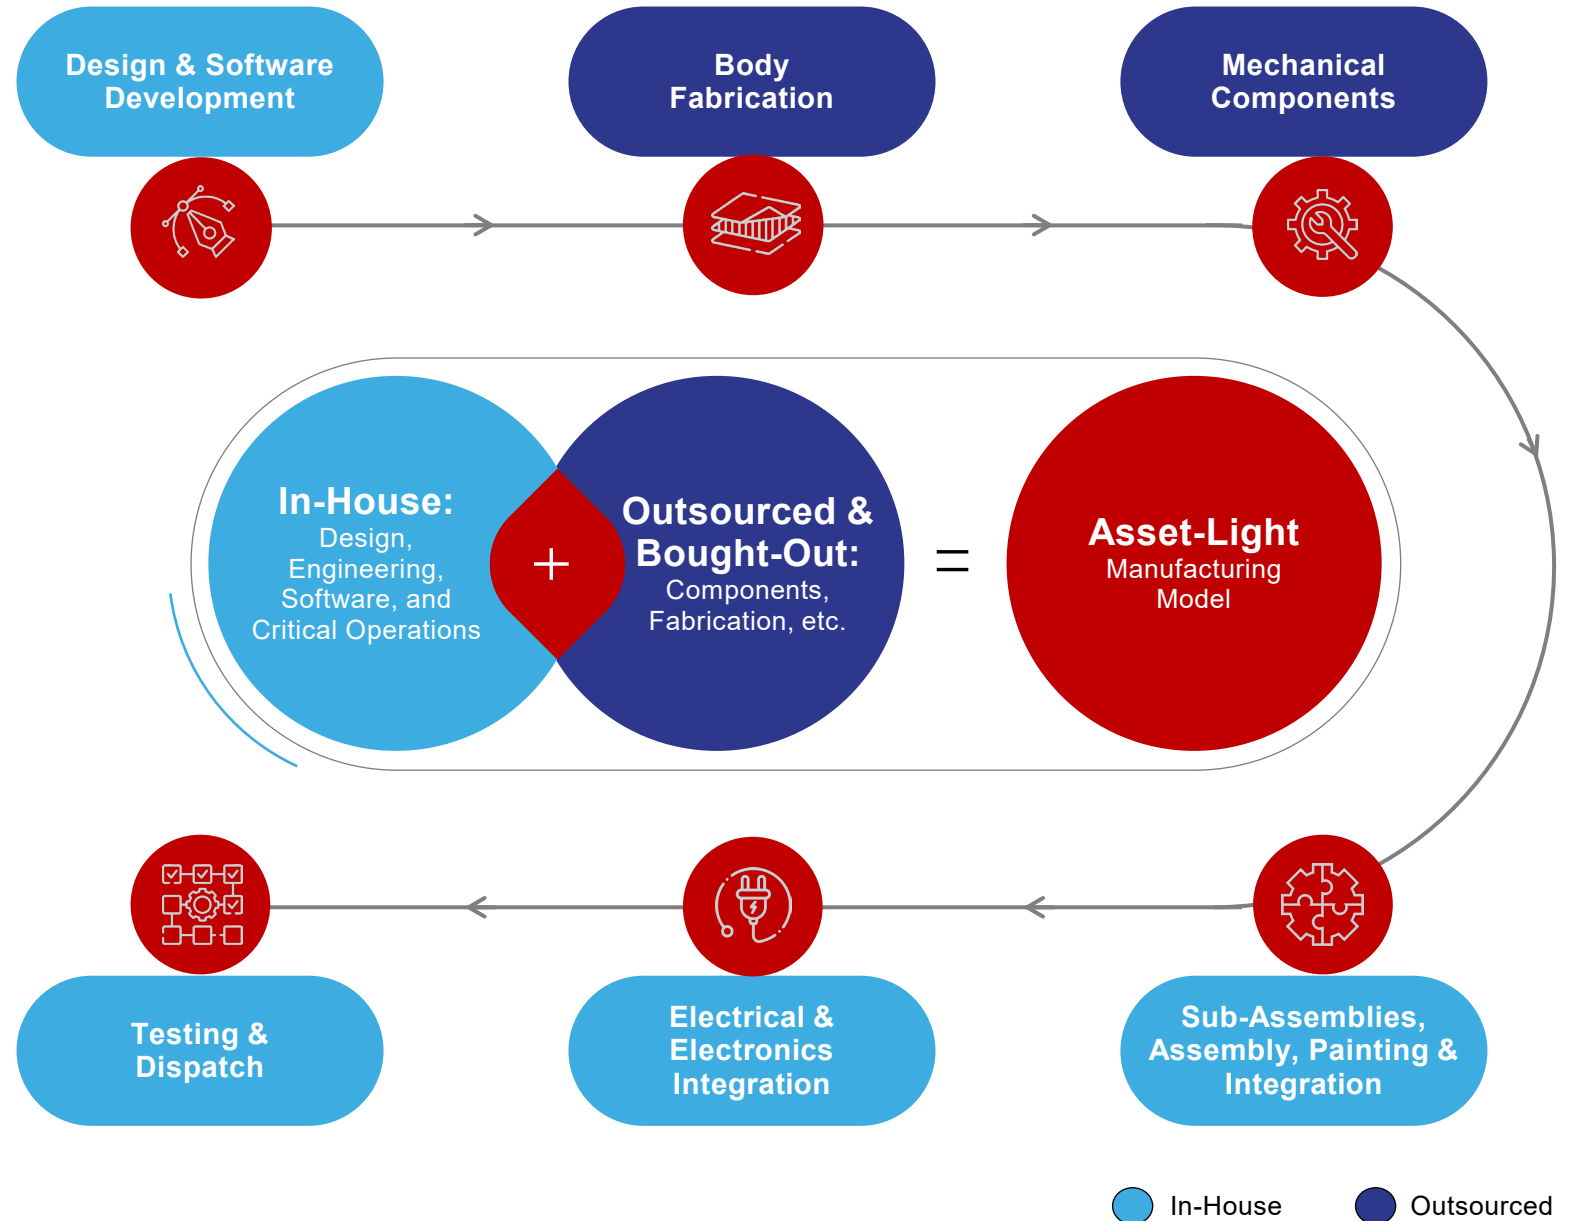 Design & Software
Development
Body
Fabrication
Mechanical
Components
In-House:
Design,
Engineering,
Software, and
Critical Operations
+
Outsourced &
Bought-Out:
Components,
Fabrication, etc.
=
Asset-Light
Manufacturing
Model
Testing &
Dispatch
Electrical &
Electronics
Integration
Sub-Assemblies,
Assembly, Painting &
Integration
In-House
Outsourced